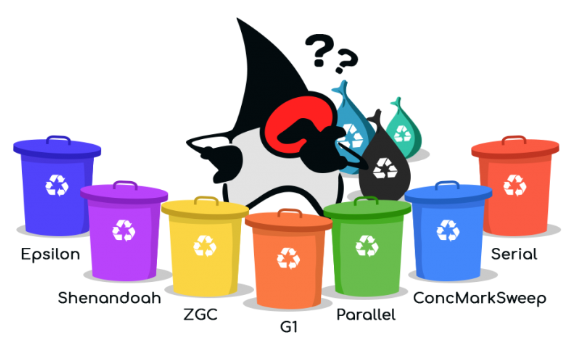 ??
Epsilon
Shenandoah
ZGC
G1
Parallel
ConcMarkSweep
Serial